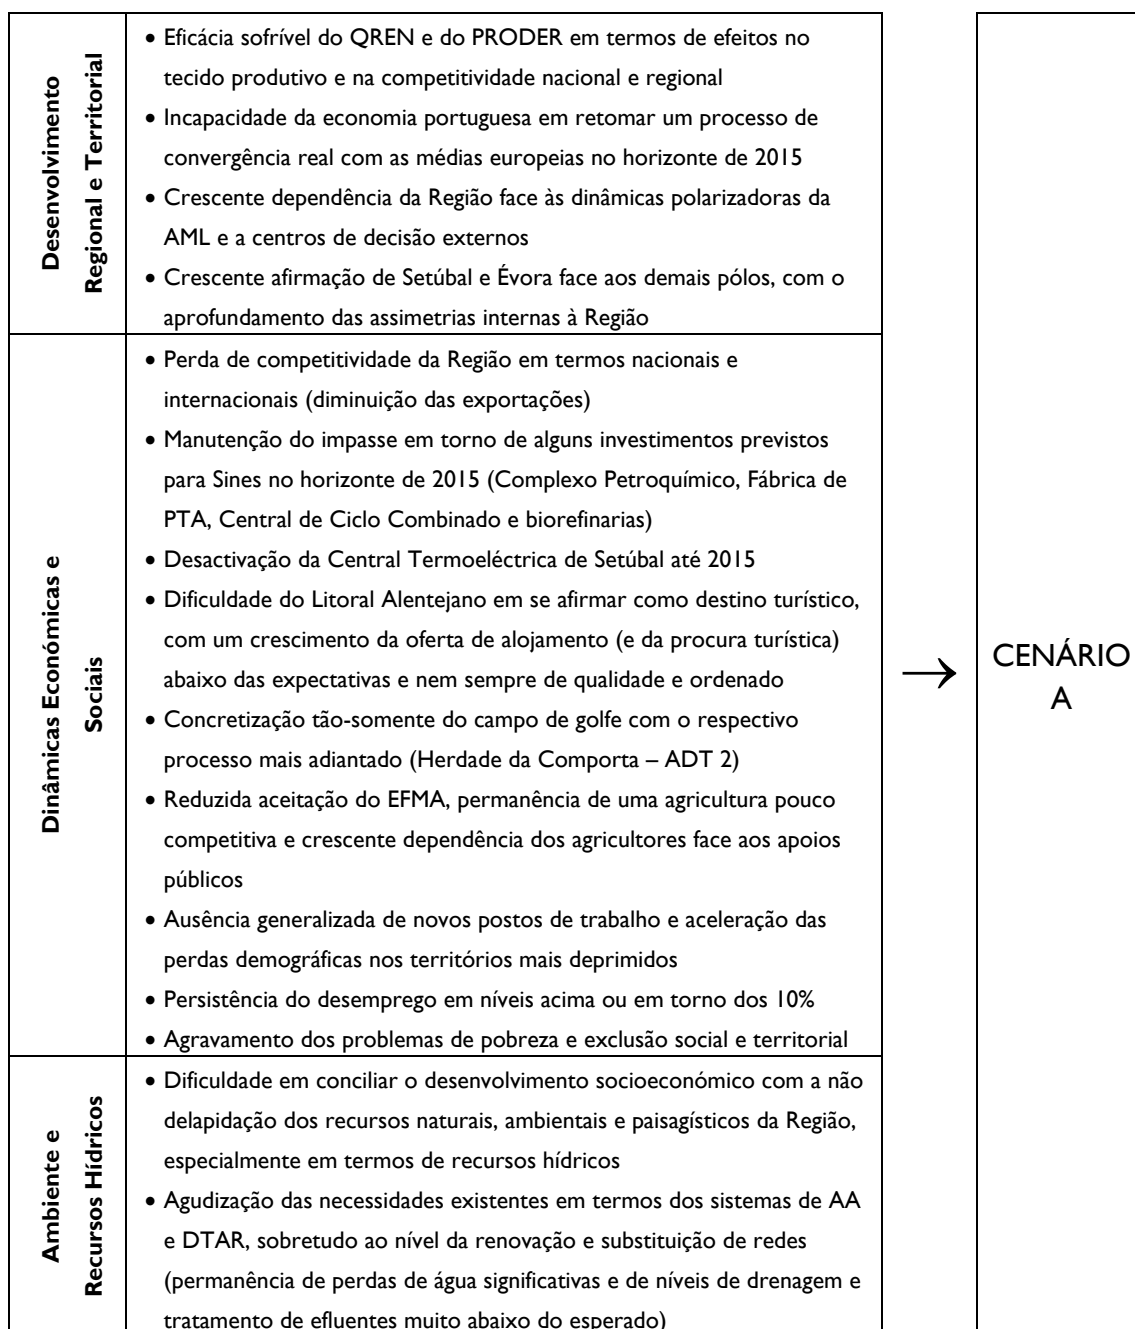 Desenvolvimento
Regional e Territorial
• Eficácia sofrível do QREN e do PRODER em termos de efeitos no
tecido produtivo e na competitividade nacional e regional
• Incapacidade da economia portuguesa em retomar um processo de
convergência real com as médias europeias no horizonte de 2015
• Crescente dependência da Região face às dinâmicas polarizadoras da
AML e a centros de decisão externos
• Crescente afirmação de Setúbal e Évora face aos demais pólos, com o
aprofundamento das assimetrias internas à Região
Dinâmicas Económicas e
Sociais
• Perda de competitividade da Região em termos nacionais e
internacionais (diminuição das exportações)
• Manutenção do impasse em torno de alguns investimentos previstos
para Sines no horizonte de 2015 (Complexo Petroquímico, Fábrica de
PTA, Central de Ciclo Combinado e biorefinarias)
• Desactivação da Central Termoeléctrica de Setúbal até 2015
• Dificuldade do Litoral Alentejano em se afirmar como destino turístico,
com um crescimento da oferta de alojamento (e da procura turística)
abaixo das expectativas e nem sempre de qualidade e ordenado
• Concretização tão-somente do campo de golfe com o respectivo
processo mais adiantado (Herdade da Comporta – ADT 2)
• Reduzida aceitação do EFMA, permanência de uma agricultura pouco
competitiva e crescente dependência dos agricultores face aos apoios
públicos
• Ausência generalizada de novos postos de trabalho e aceleração das
perdas demográficas nos territórios mais deprimidos
• Persistência do desemprego em níveis acima ou em torno dos 10%
• Agravamento dos problemas de pobreza e exclusão social e territorial
Ambiente e
Recursos Hídricos
• Dificuldade em conciliar o desenvolvimento socioeconómico com a não
delapidação dos recursos naturais, ambientais e paisagísticos da Região,
especialmente em termos de recursos hídricos
• Agudização das necessidades existentes em termos dos sistemas de AA
e DTAR, sobretudo ao nível da renovação e substituição de redes
(permanência de perdas de água significativas e de níveis de drenagem e
tratamento de efluentes muito abaixo do esperado)
→
CENÁRIO
A